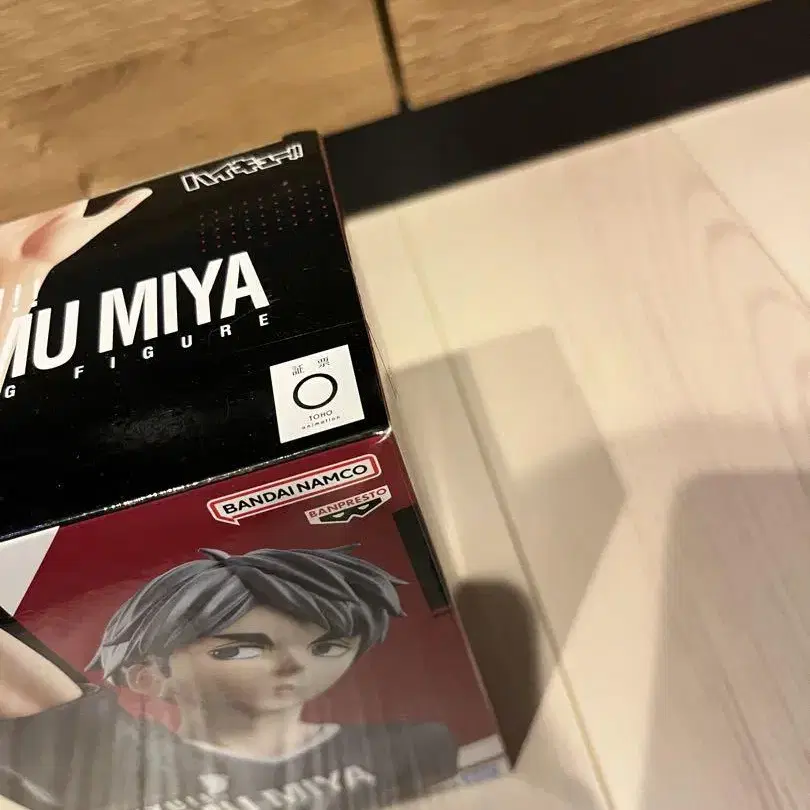 ハイキュー!!
!!
MU MIYA
G FIGURE
証票
TOHO
animation
BANDAI NAMCO
BANPRESTO
MIYA